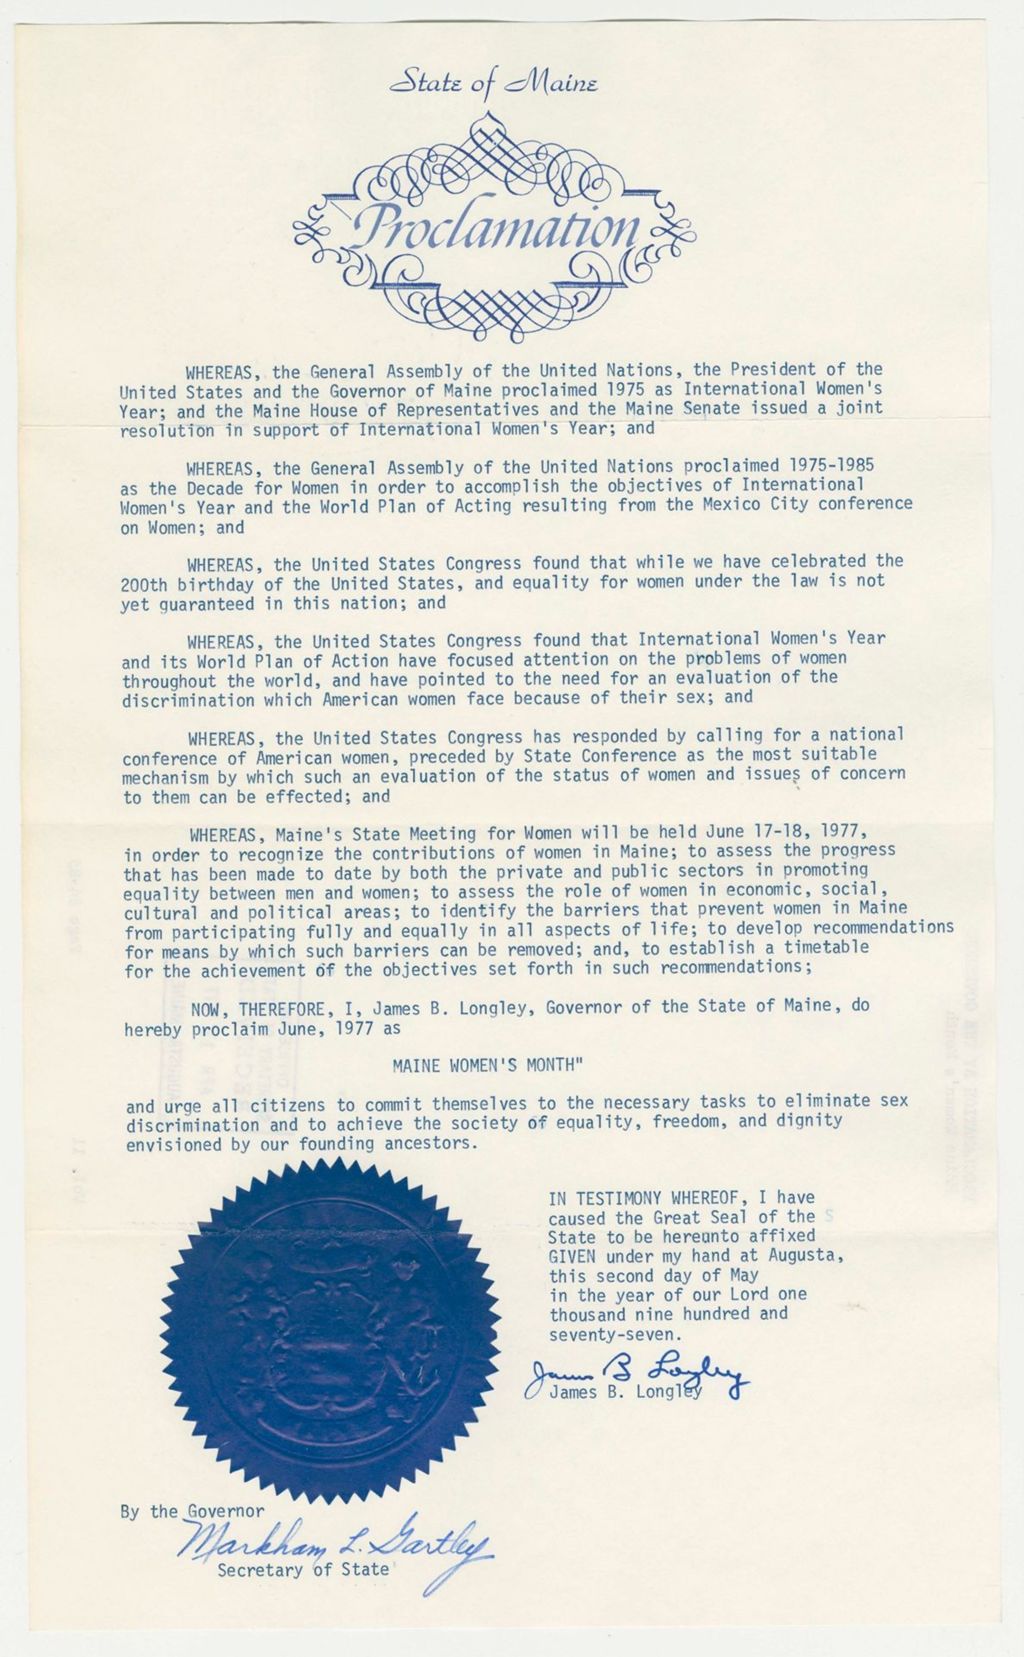 State of Maine
Proclamation
WHEREAS, the General Assembly of the United Nations, the President of the
United States and the Governor of Maine proclaimed 1975 as International Women's
Year; and the Maine House of Representatives and the Maine Senate issued a joint
resolution in support of International Women's Year; and
WHEREAS, the General Assembly of the United Nations proclaimed 1975-1985
as the Decade for Women in order to accomplish the objectives of International
Women's Year and the World Plan of Acting resulting from the Mexico City conference
on Women; and
WHEREAS, the United States Congress found that while we have celebrated the
200th birthday of the United States, and equality for women under the law is not
yet guaranteed in this nation; and
WHEREAS, the United States Congress found that International Women's Year
and its World Plan of Action have focused attention on the problems of women
throughout the world, and have pointed to the need for an evaluation of the
discrimination which American women face because of their sex; and
WHEREAS, the United States Congress has responded by calling for a national
conference of American women, preceded by State Conference as the most suitable
mechanism by which such an evaluation of the status of women and issues of concern
to them can be effected; and
WHEREAS, Maine's State Meeting for Women will be held June 17-18, 1977,
in order to recognize the contributions of women in Maine; to assess the progress
that has been made to date by both the private and public sectors in promoting
equality between men and women; to assess the role of women in economic, social,
cultural and political areas; to identify the barriers that prevent women in Maine
from participating fully and equally in all aspects of life; to develop recommendations
for means by which such barriers can be removed; and, to establish a timetable
for the achievement of the objectives set forth in such recommendations;
NOW, THEREFORE, I, James B. Longley, Governor of the State of Maine, do
hereby proclaim June, 1977 as
MAINE WOMEN'S MONTH"
and urge all citizens to commit themselves to the necessary tasks to eliminate sex
discrimination and to achieve the society of equality, freedom, and dignity
envisioned by our founding ancestors.
IN TESTIMONY WHEREOF, I have
caused the Great Seal of the S
State to be hereunto affixed
GIVEN under my hand at Augusta,
this second day of May
in the year of our Lord one
thousand nine hundred and
seventy-seven.
James B Longley
James B. Longley
By the Governor
Markham L. Gartley
Secretary of State